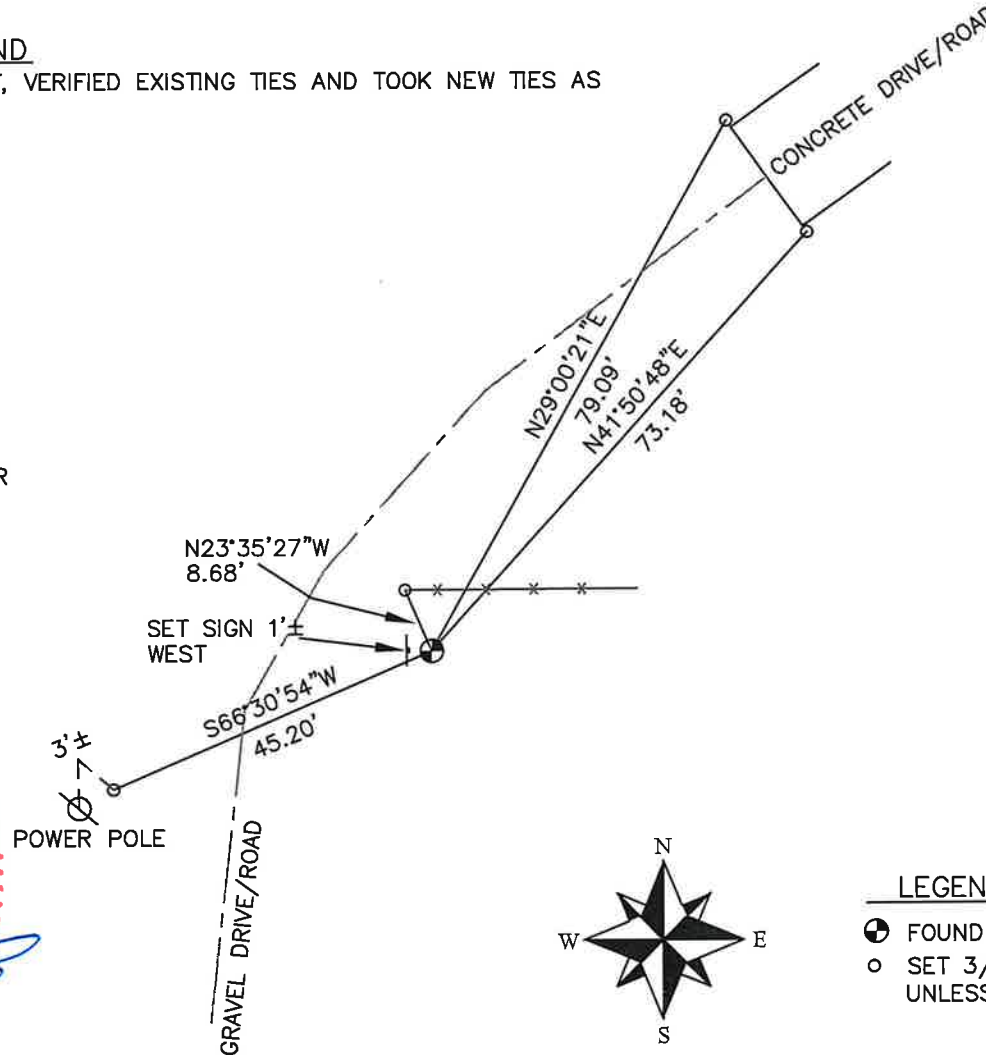 VERIFIED EXISTING TIES AND TOOK NEW TIES AS
CONCRETE DRIVE/ROAD
N29°00'21"E
79.09'
N41°50'48"E
73.18'
N23°35'27"W
8.68'
SET SIGN 1'±
WEST
S66°30'54"W
45.20'
3'±
POWER POLE
GRAVEL DRIVE/ROAD
N
W
E
S
LEGEN
FOUND
SET 3/
UNLESS